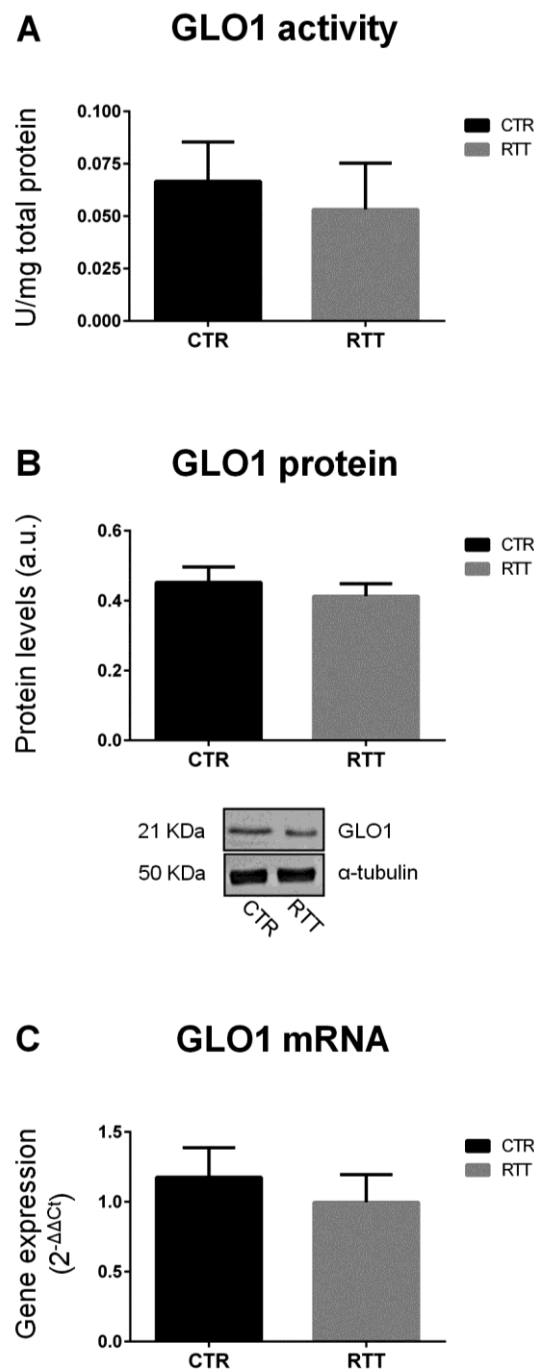 A GLO1 activity
U/mg total protein
0.100
0.075
0.050
0.025
0.000
CTR RTT
CTR
RTT
B GLO1 protein
Protein levels (a.u.)
0.6
0.4
0.2
0.0
CTR RTT
CTR
RTT
21 KDa GLO1
50 KDa α-tubulin
CTR RTT
C GLO1 mRNA
Gene expression
(2-ΔΔCt)
1.5
1.0
0.5
0.0
CTR RTT
CTR
RTT